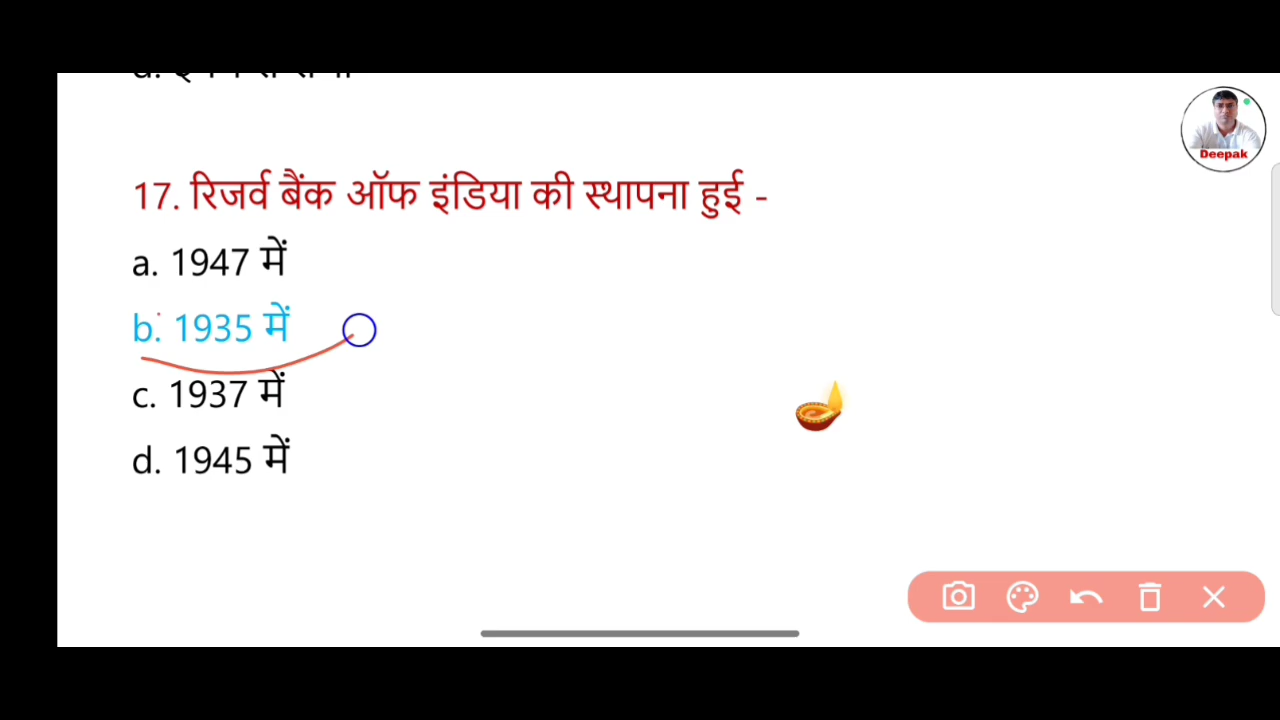 Deepak
17. रिजर्व बैंक ऑफ इंडिया की स्थापना हुई -
a. 1947 में
b. 1935 में
c. 1937 में
d. 1945 में